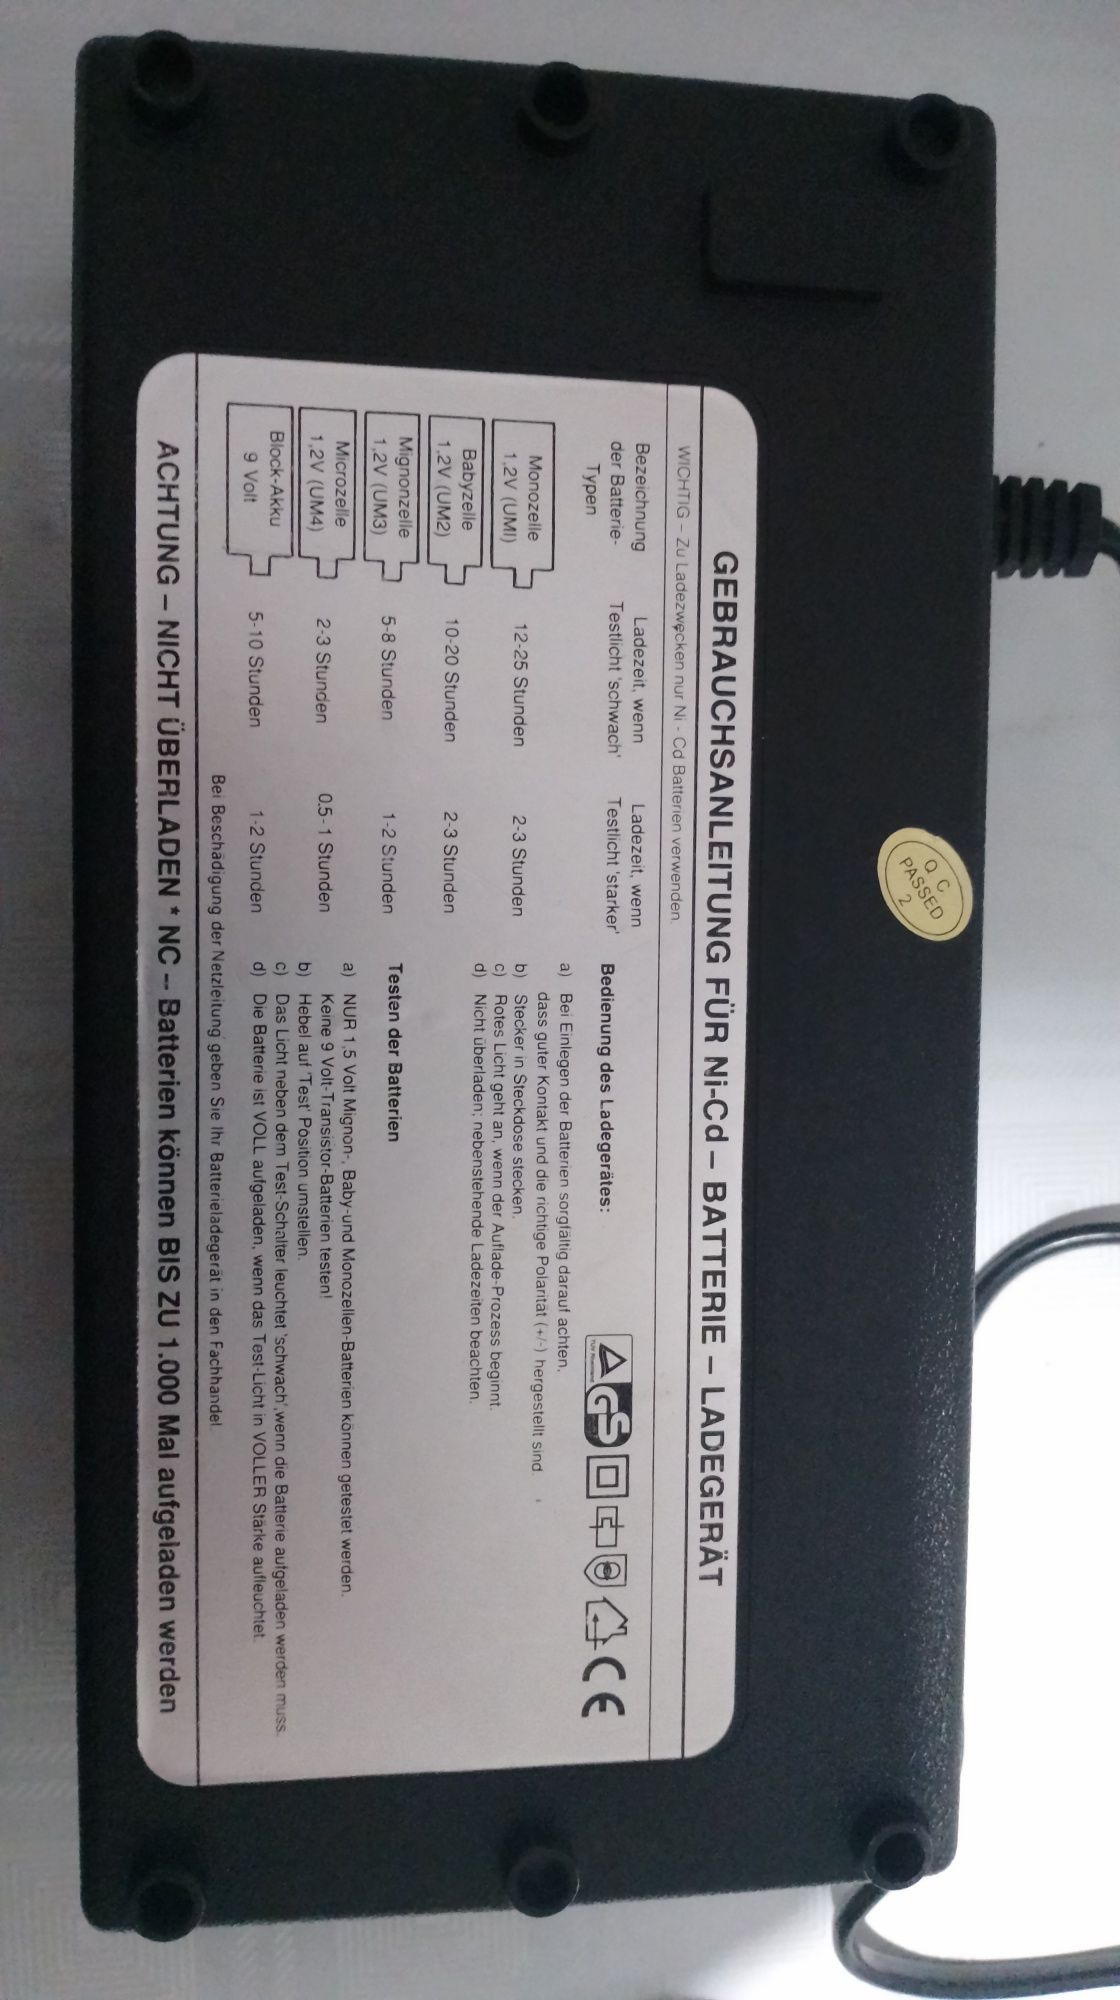 Q C
PASSED
2
GEBRAUCHSANLEITUNG FÜR Ni-Cd – BATTERIE – LADEGERÄT
WICHTIG – Zu Ladezwecken nur Ni - Cd Batterien verwenden.
Bezeichnung
der Batterie-
Typen
Ladezeit, wenn
Testlicht 'schwach'
Ladezeit, wenn
Testlicht 'starker'
Monozelle
1,2V (UMI)
12-25 Stunden
2-3 Stunden
Babyzelle
1,2V (UM2)
10-20 Stunden
2-3 Stunden
Mignonzelle
1,2V (UM3)
5-8 Stunden
1-2 Stunden
Microzelle
1,2V (UM4)
2-3 Stunden
0.5-1 Stunden
Block-Akku
9 Volt
5-10 Stunden
1-2 Stunden
Bedienung des Ladegerätes:
TÜV Rheinland
GS
CE
a) Bei Einlegen der Batterien sorgfältig darauf achten,
dass guter Kontakt und die richtige Polarität (+/-) hergestellt sind.
b) Stecker in Steckdose stecken.
c) Rotes Licht geht an, wenn der Auflade-Prozess beginnt.
d) Nicht überladen; nebenstehende Ladezeiten beachten.
Testen der Batterien
a) NUR 1,5 Volt Mignon-, Baby-und Monozellen-Batterien können getestet werden.
Keine 9 Volt-Transistor-Batterien testen!
b) Hebel auf 'Test' Position umstellen.
c) Das Licht neben dem Test-Schalter leuchtet 'schwach',wenn die Batterie aufgeladen werden muss.
d) Die Batterie ist VOLL aufgeladen, wenn das Test-Licht in VOLLER Stärke aufleuchtet.
Bei Beschädigung der Netzleitung geben Sie Ihr Batterieladegerät in den Fachhandel.
ACHTUNG – NICHT ÜBERLADEN * NC -- Batterien können BIS ZU 1.000 Mal aufgeladen werden